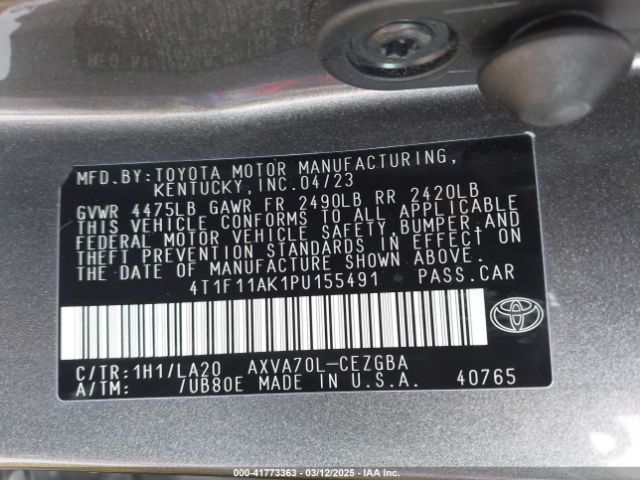 MFD.BY:TOYOTA MOTOR MANUFACTURING,
KENTUCKY,INC.04/23
GVWR 4475LB GAWR FR 2490LB RR 2420LB
THIS VEHICLE CONFORMS TO ALL APPLICABLE
FEDERAL MOTOR VEHICLE SAFETY,BUMPER,AND
THEFT PREVENTION STANDARDS IN EFFECT ON
THE DATE OF MANUFACTURE SHOWN ABOVE.
4T1F11AK1PU155491 PASS.CAR
C/TR:1H1/LA20 AXVA70L-CEZGBA
A/TM: /UB80E MADE IN U.S.A. 40765
00-41773363 - 03/12/2025 - IAAI.COM